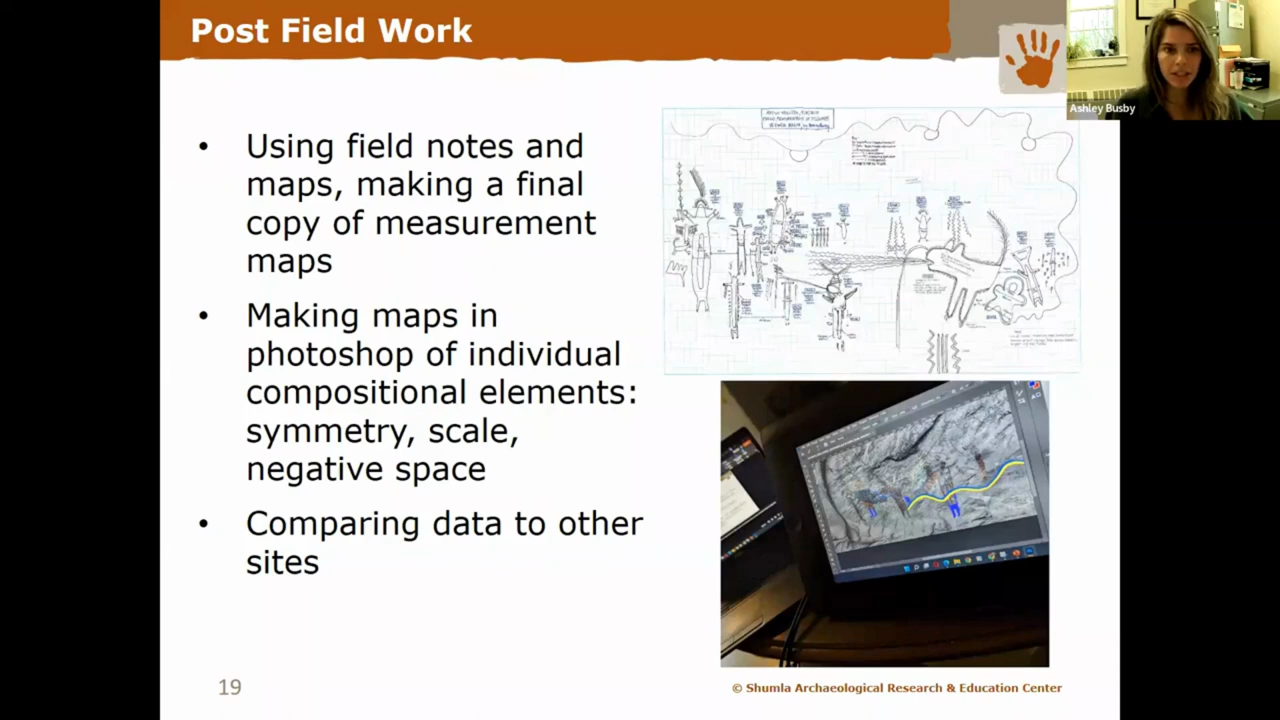 Post Field Work
Ashley Busby
• Using field notes and
maps, making a final
copy of measurement
maps
• Making maps in
photoshop of individual
compositional elements:
symmetry, scale,
negative space
• Comparing data to other
sites
19
© Shumla Archaeological Research & Education Center